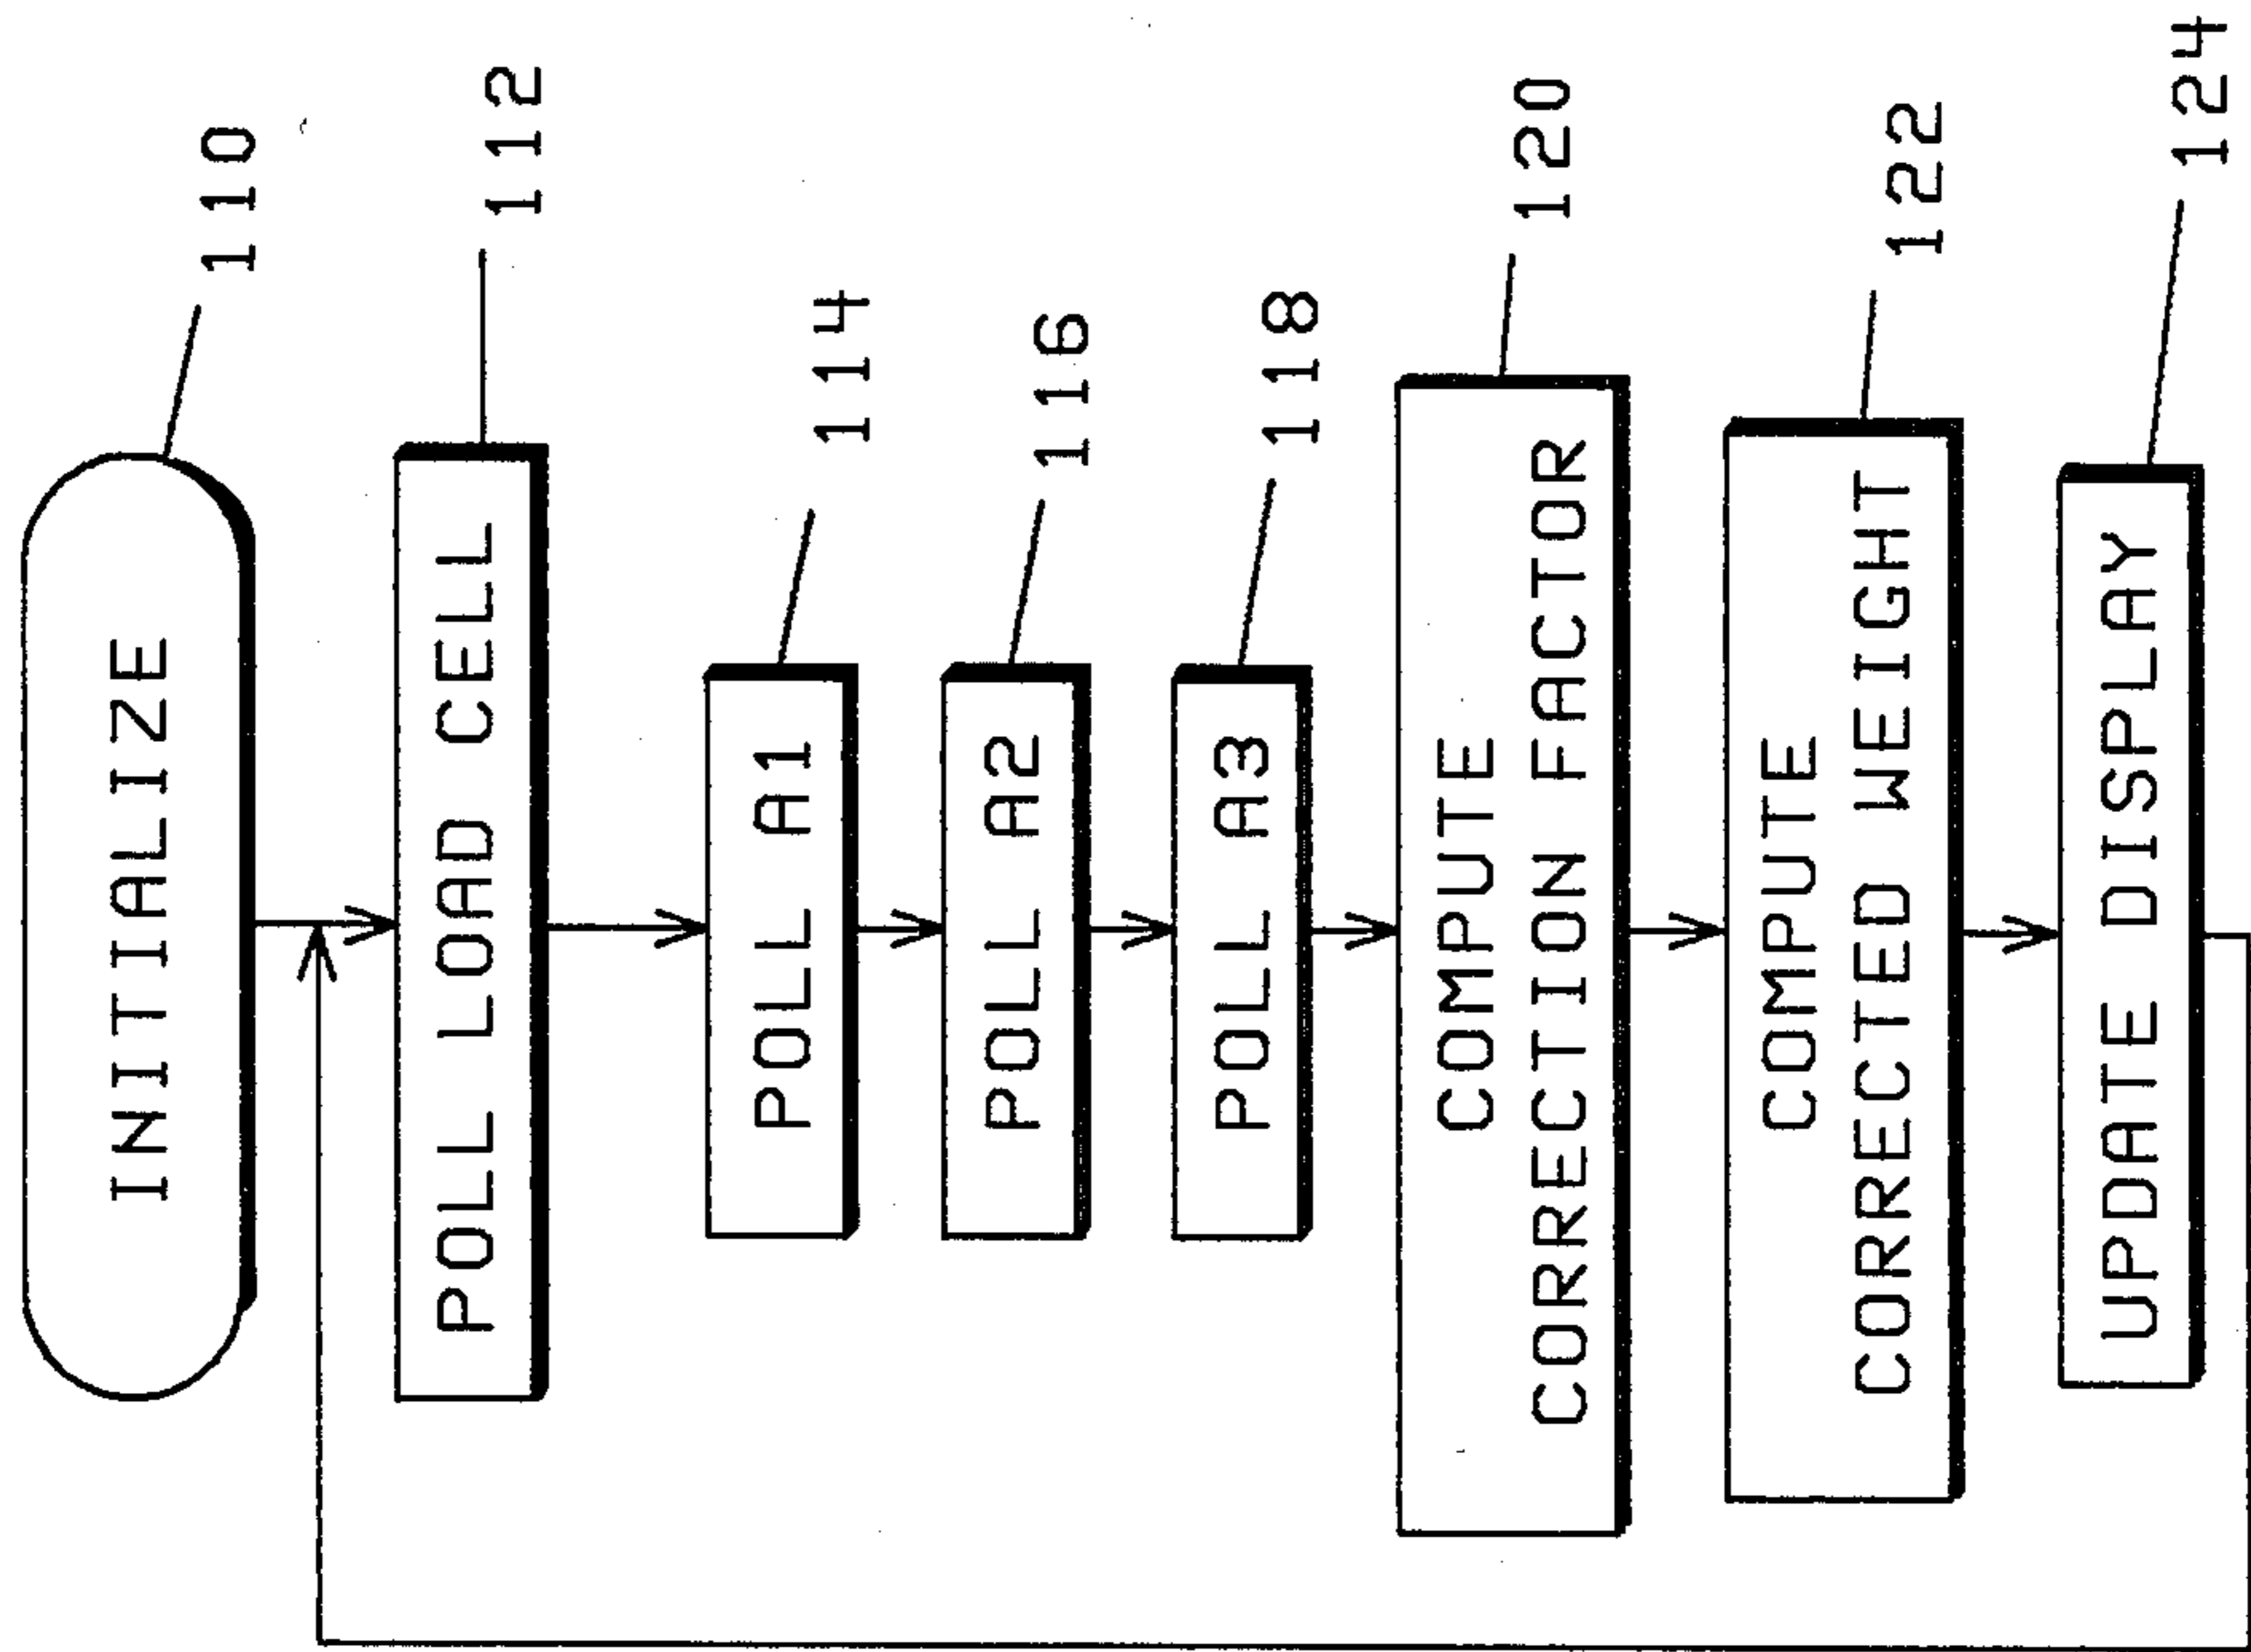 INITIALIZE
110
POLL LOAD CELL
112
POLL A1
114
POLL A2
116
POLL A3
118
COMPUTE
CORRECTION FACTOR
120
COMPUTE
CORRECTED WEIGHT
122
UPDATE DISPLAY
124